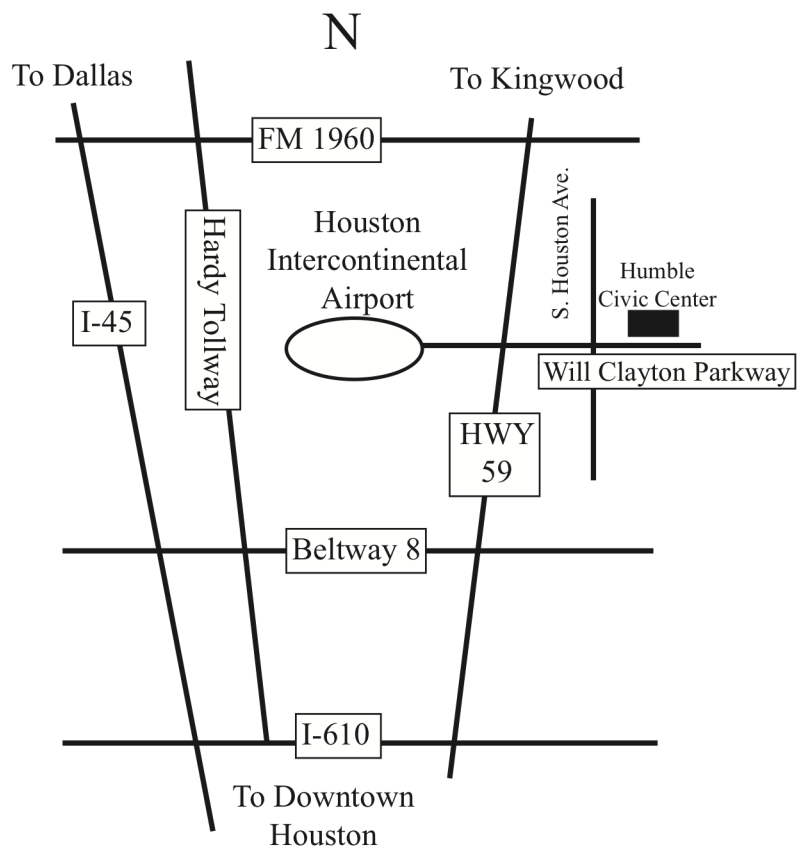 N
To Dallas
To Kingwood
FM 1960
S. Houston Ave.
Hardy Tollway
Houston
Intercontinental
Airport
Humble
Civic Center
I-45
Will Clayton Parkway
HWY
59
Beltway 8
I-610
To Downtown
Houston